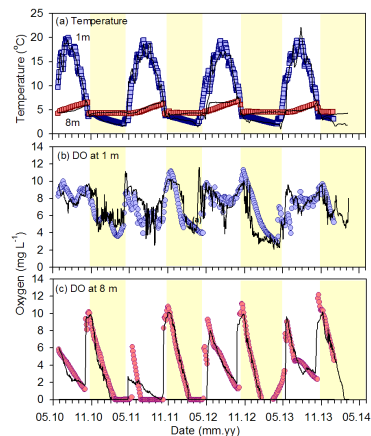 (a) Temperature
25
20
15
10
5
0
1m
8m
Temperature (°C)
(b) DO at 1 m
14
12
10
8
6
4
2
0
Oxygen (mg L⁻¹)
(c) DO at 8 m
14
12
10
8
6
4
2
0
05.10 11.10 05.11 11.11 05.12 11.12 05.13 11.13 05.14
Date (mm.yy)